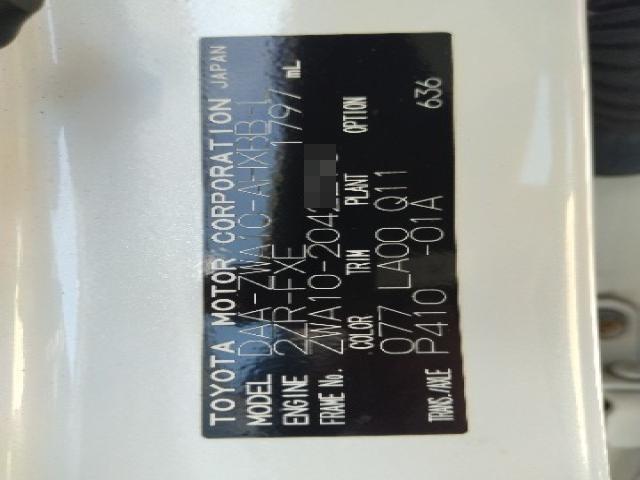 TOYOTA MOTOR CORPORATION JAPAN
MODEL DAA-ZWA10-AHXBB-L
ENGINE 2ZR-FXE 1797 mL
FRAME No. ZWA10-2042
COLOR TRIM PLANT OPTION
077 LA00 Q11
TRANS./AXLE P410 -01A 636